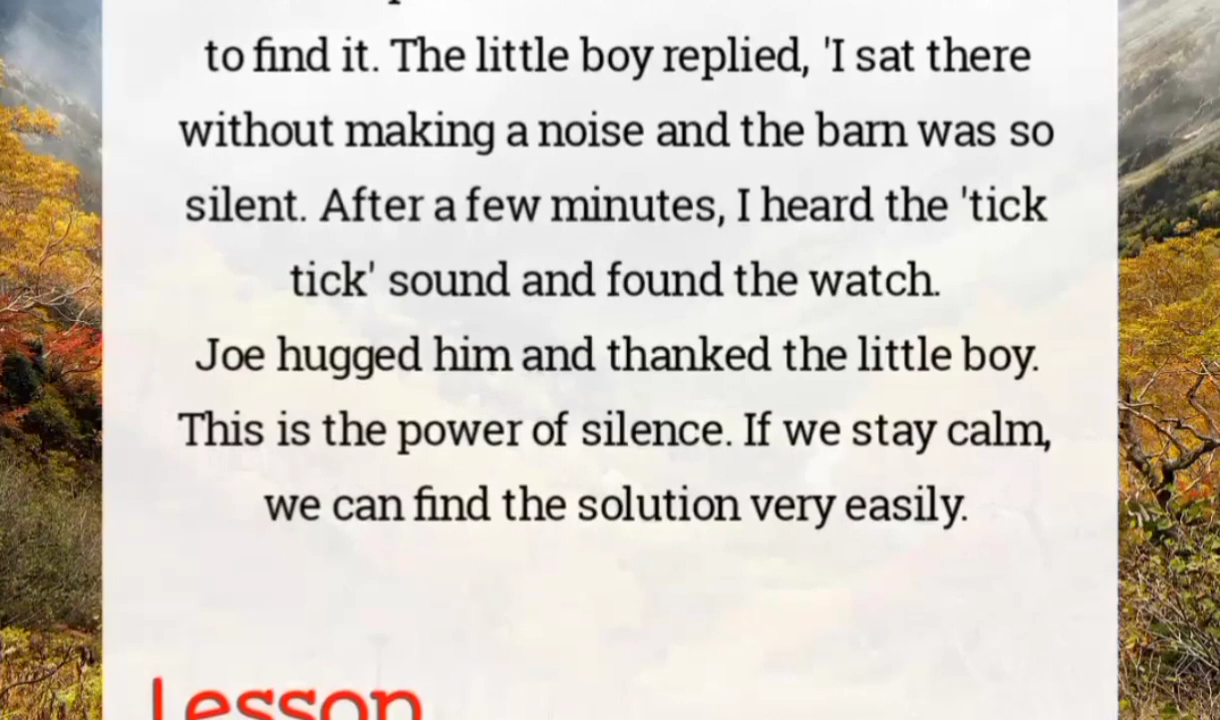 to find it. The little boy replied, 'I sat there
without making a noise and the barn was so
silent. After a few minutes, I heard the 'tick
tick' sound and found the watch.
Joe hugged him and thanked the little boy.
This is the power of silence. If we stay calm,
we can find the solution very easily.
Lesson